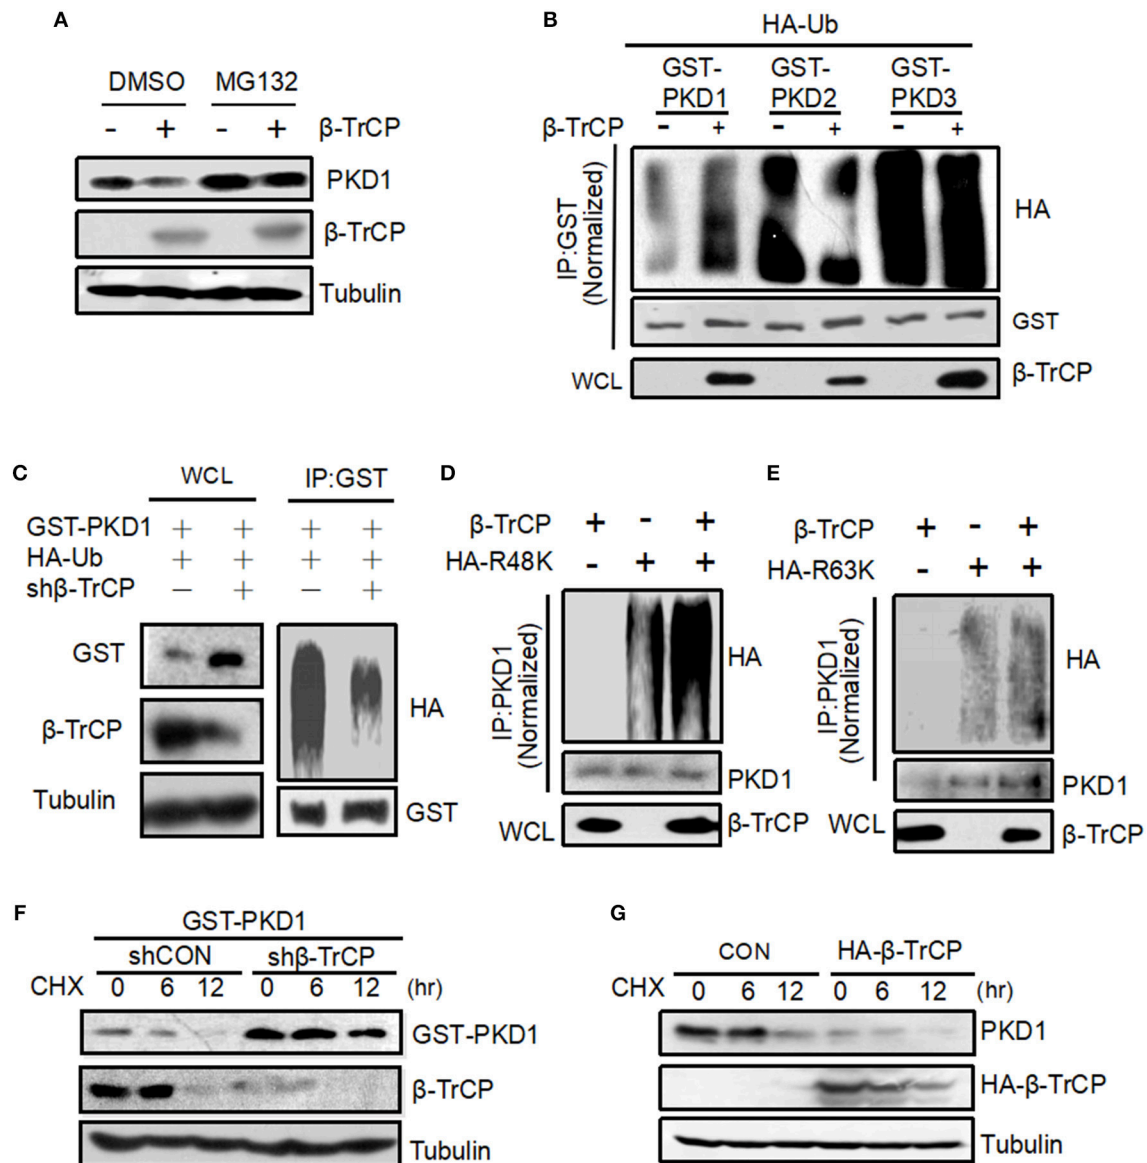 A
DMSO MG132
- + - + β-TrCP
PKD1
β-TrCP
Tubulin
B
HA-Ub
GST-PKD1 GST-PKD2 GST-PKD3
β-TrCP - + - + - +
IP:GST
(Normalized)
HA
GST
WCL β-TrCP
C
WCL IP:GST
GST-PKD1 + + + +
HA-Ub + + + +
shβ-TrCP − + − +
GST
β-TrCP
Tubulin
HA
GST
D
β-TrCP + - +
HA-R48K - + +
IP:PKD1
(Normalized)
HA
PKD1
WCL β-TrCP
E
β-TrCP + - +
HA-R63K - + +
IP:PKD1
(Normalized)
HA
PKD1
WCL β-TrCP
F
GST-PKD1
shCON shβ-TrCP
CHX 0 6 12 0 6 12 (hr)
GST-PKD1
β-TrCP
Tubulin
G
CON HA-β-TrCP
CHX 0 6 12 0 6 12 (hr)
PKD1
HA-β-TrCP
Tubulin